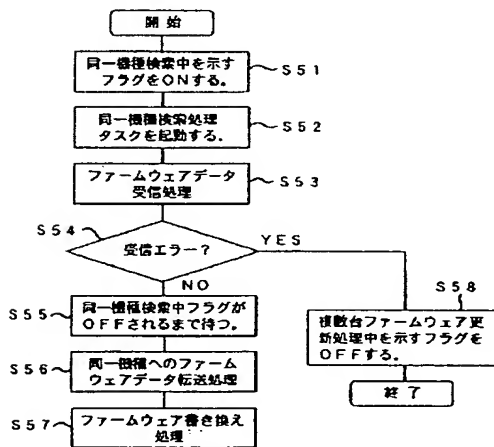 開始
同一機種検索中を示す
フラグをONする。
S51
同一機種検索処理
タスクを起動する。
S52
ファームウェアデータ
受信処理
S53
S54
受信エラー?
YES
NO
S55
同一機種検索中フラグが
OFFされるまで待つ。
S56
同一機種へのファーム
ウェアデータ転送処理
S57
ファームウェア書き換え
処理
S58
複数台ファームウェア更
新処理中を示すフラグを
OFFする。
終了